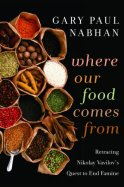 GARY PAUL
NABHAN
where
our
food
comes
from
Retracing
Nikolay Vavilov's
Quest to End Famine